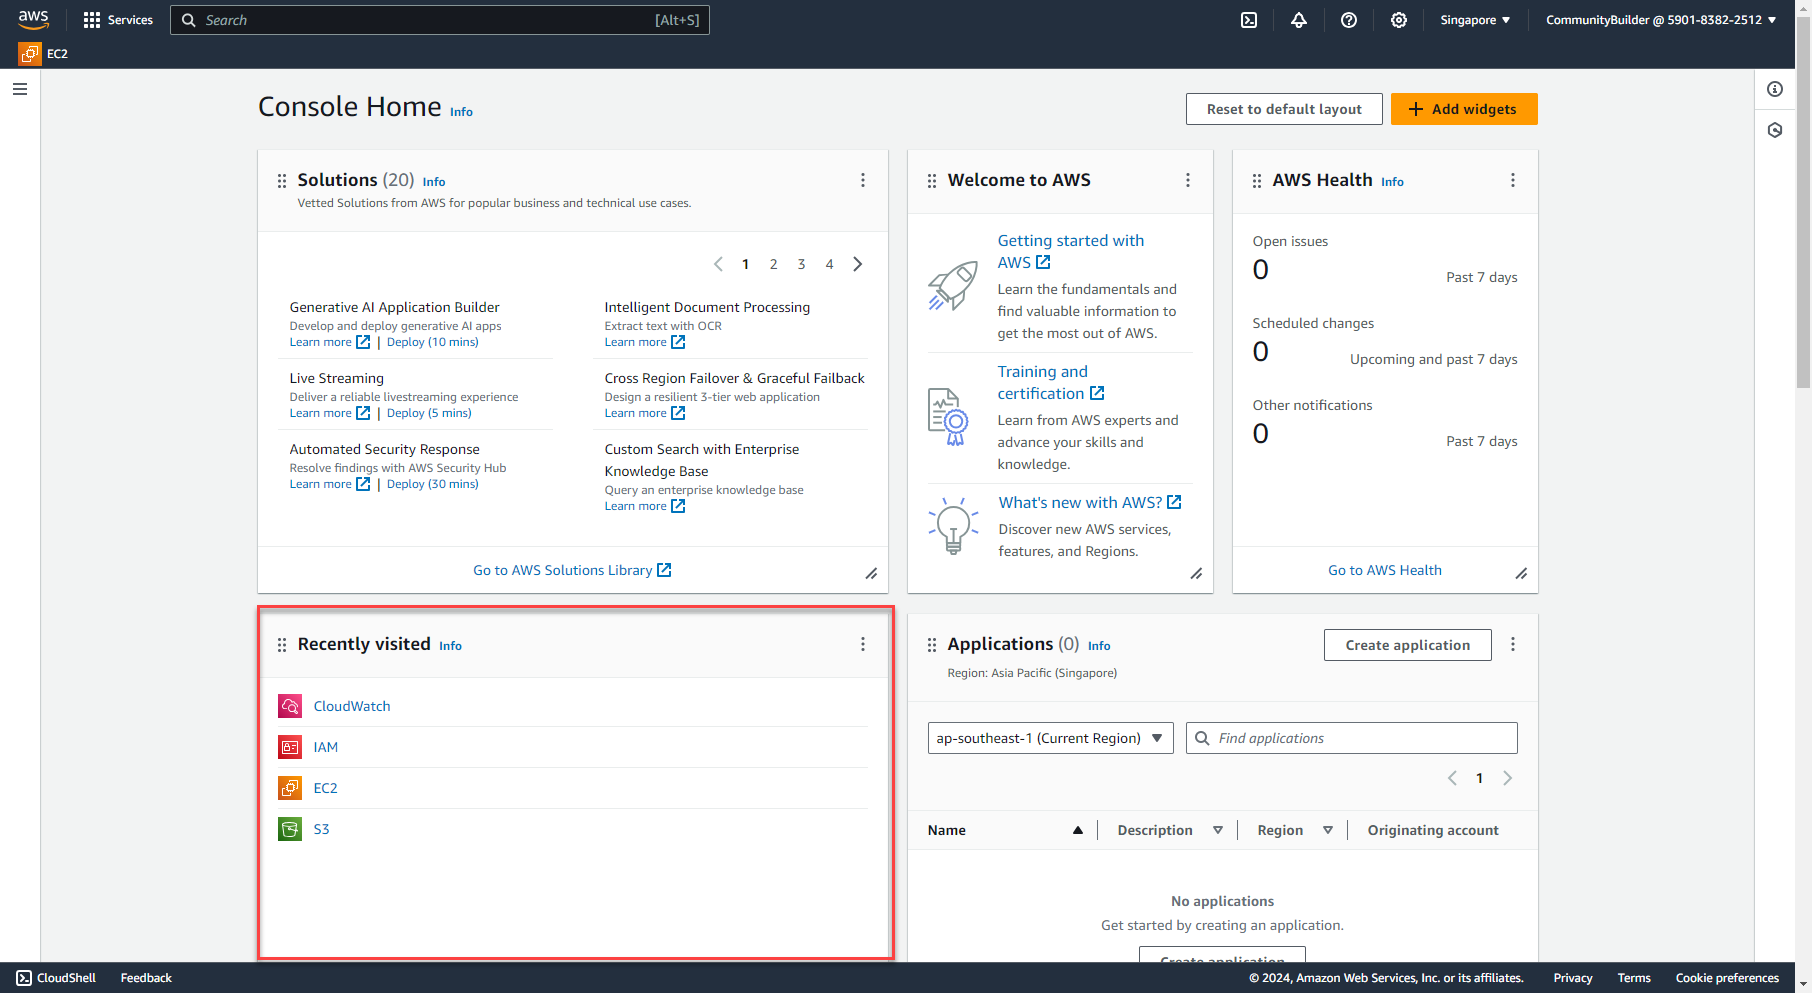 aws
Services
Search
[Alt+S]
Singapore
CommunityBuilder @ 5901-8382-2512
EC2
Console Home Info
Reset to default layout
Add widgets
Solutions (20) Info
Vetted Solutions from AWS for popular business and technical use cases.
1 2 3 4
Generative AI Application Builder
Develop and deploy generative AI apps
Learn more | Deploy (10 mins)
Intelligent Document Processing
Extract text with OCR
Learn more
Live Streaming
Deliver a reliable livestreaming experience
Learn more | Deploy (5 mins)
Cross Region Failover & Graceful Failback
Design a resilient 3-tier web application
Learn more
Automated Security Response
Resolve findings with AWS Security Hub
Learn more | Deploy (30 mins)
Custom Search with Enterprise
Knowledge Base
Query an enterprise knowledge base
Learn more
Go to AWS Solutions Library
Welcome to AWS
Getting started with
AWS
Learn the fundamentals and
find valuable information to
get the most out of AWS.
Training and
certification
Learn from AWS experts and
advance your skills and
knowledge.
What's new with AWS?
Discover new AWS services,
features, and Regions.
AWS Health Info
Open issues
0
Past 7 days
Scheduled changes
0
Upcoming and past 7 days
Other notifications
0
Past 7 days
Go to AWS Health
Recently visited Info
CloudWatch
IAM
EC2
S3
Applications (0) Info
Region: Asia Pacific (Singapore)
Create application
ap-southeast-1 (Current Region)
Find applications
1
Name
Description
Region
Originating account
No applications
Get started by creating an application.
Create application
CloudShell
Feedback
© 2024, Amazon Web Services, Inc. or its affiliates.
Privacy
Terms
Cookie preferences